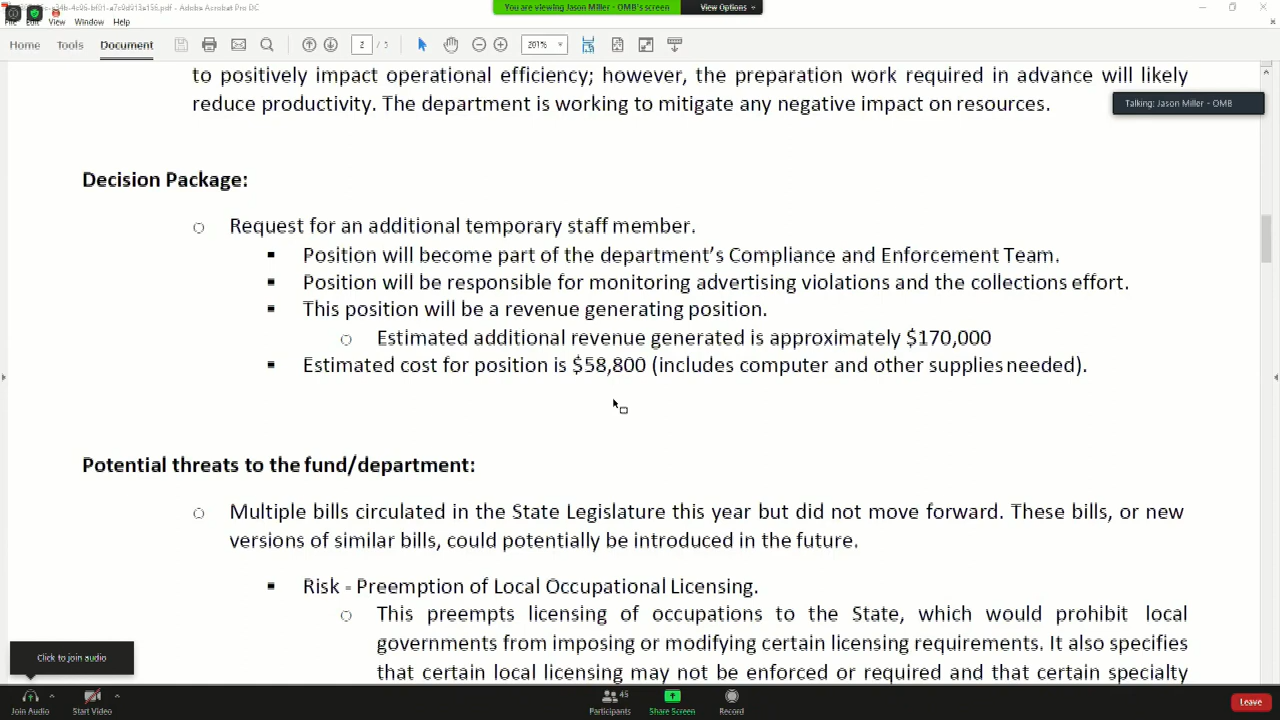 .pdf - Adobe Acrobat Pro DC
You are viewing Jason Miller - OMB's screen
View Options
File Edit View Window Help
Home Tools Document
2 / 3
201%
to positively impact operational efficiency; however, the preparation work required in advance will likely
reduce productivity. The department is working to mitigate any negative impact on resources.
Talking: Jason Miller - OMB
Decision Package:
Request for an additional temporary staff member.
Position will become part of the department's Compliance and Enforcement Team.
Position will be responsible for monitoring advertising violations and the collections effort.
This position will be a revenue generating position.
Estimated additional revenue generated is approximately $170,000
Estimated cost for position is $58,800 (includes computer and other supplies needed).
Potential threats to the fund/department:
Multiple bills circulated in the State Legislature this year but did not move forward. These bills, or new
versions of similar bills, could potentially be introduced in the future.
Risk - Preemption of Local Occupational Licensing.
This preempts licensing of occupations to the State, which would prohibit local
governments from imposing or modifying certain licensing requirements. It also specifies
that certain local licensing may not be enforced or required and that certain specialty
Click to join audio
Join Audio
Start Video
Participants
45
Share Screen
Record
Leave